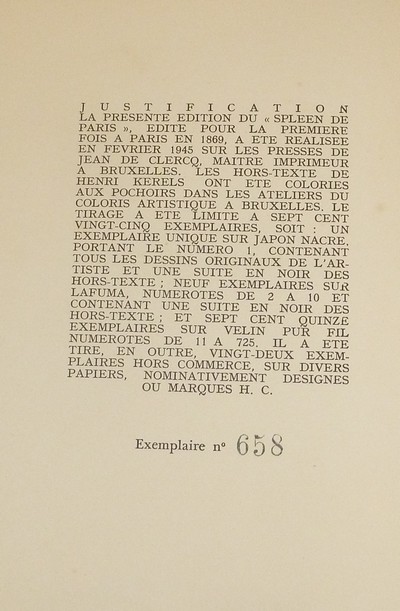 J U S T I F I C A T I O N
LA PRESENTE EDITION DU « SPLEEN DE
PARIS », EDITE POUR LA PREMIERE
FOIS A PARIS EN 1869, A ETE REALISEE
EN FEVRIER 1945 SUR LES PRESSES DE
JEAN DE CLERCQ, MAITRE IMPRIMEUR
A BRUXELLES. LES HORS-TEXTE DE
HENRI KERELS ONT ETE COLORIES
AUX POCHOIRS DANS LES ATELIERS DU
COLORIS ARTISTIQUE A BRUXELLES. LE
TIRAGE A ETE LIMITE A SEPT CENT
VINGT-CINQ EXEMPLAIRES, SOIT : UN
EXEMPLAIRE UNIQUE SUR JAPON NACRE,
PORTANT LE NUMERO 1, CONTENANT
TOUS LES DESSINS ORIGINAUX DE L'AR-
TISTE ET UNE SUITE EN NOIR DES
HORS-TEXTE ; NEUF EXEMPLAIRES SUR
LAFUMA, NUMEROTES DE 2 A 10 ET
CONTENANT UNE SUITE EN NOIR DES
HORS-TEXTE ; ET SEPT CENT QUINZE
EXEMPLAIRES SUR VELIN PUR FIL
NUMEROTES DE 11 A 725. IL A ETE
TIRE, EN OUTRE, VINGT-DEUX EXEM-
PLAIRES HORS COMMERCE, SUR DIVERS
PAPIERS, NOMINATIVEMENT DESIGNES
OU MARQUES H. C.
Exemplaire nº 658